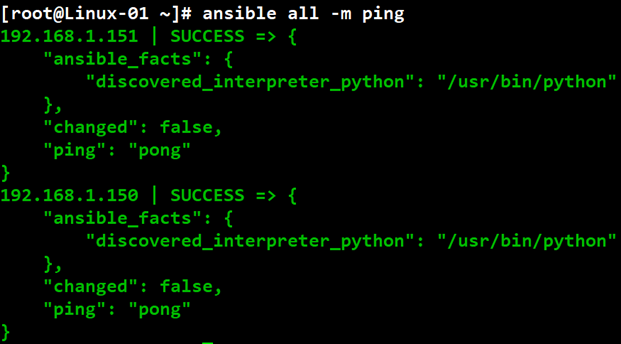 [root@Linux-01 ~]# ansible all -m ping
192.168.1.151 | SUCCESS => {
    "ansible_facts": {
        "discovered_interpreter_python": "/usr/bin/python"
    },
    "changed": false,
    "ping": "pong"
}
192.168.1.150 | SUCCESS => {
    "ansible_facts": {
        "discovered_interpreter_python": "/usr/bin/python"
    },
    "changed": false,
    "ping": "pong"
}